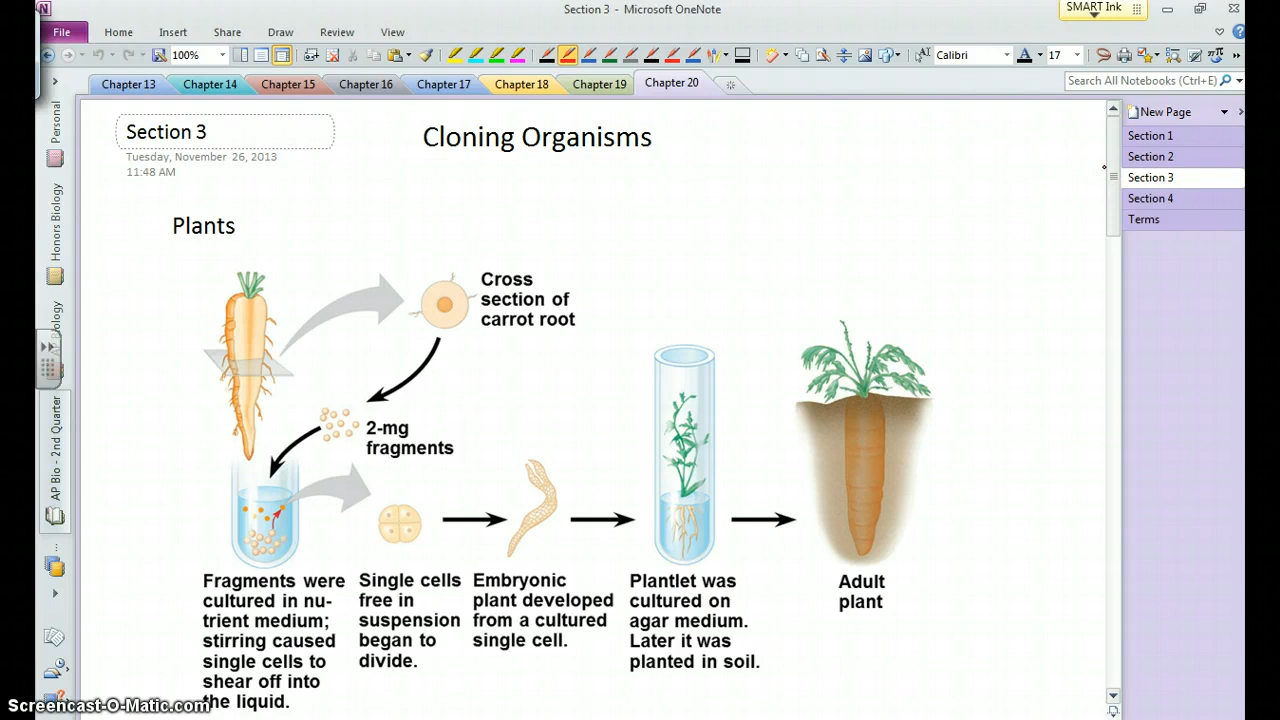 Section 3 - Microsoft OneNote
SMART Ink
File Home Insert Share Draw Review View
100%
Calibri
17
Chapter 13
Chapter 14
Chapter 15
Chapter 16
Chapter 17
Chapter 18
Chapter 19
Chapter 20
Search All Notebooks (Ctrl+E)
Personal
Honors Biology
Biology
AP Bio - 2nd Quarter
Section 3
Tuesday, November 26, 2013
11:48 AM
Cloning Organisms
Plants
Cross
section of
carrot root
2-mg
fragments
Fragments were
cultured in nu-
trient medium;
stirring caused
single cells to
shear off into
the liquid.
Single cells
free in
suspension
began to
divide.
Embryonic
plant developed
from a cultured
single cell.
Plantlet was
cultured on
agar medium.
Later it was
planted in soil.
Adult
plant
New Page
Section 1
Section 2
Section 3
Section 4
Terms
Screencast-O-Matic.com